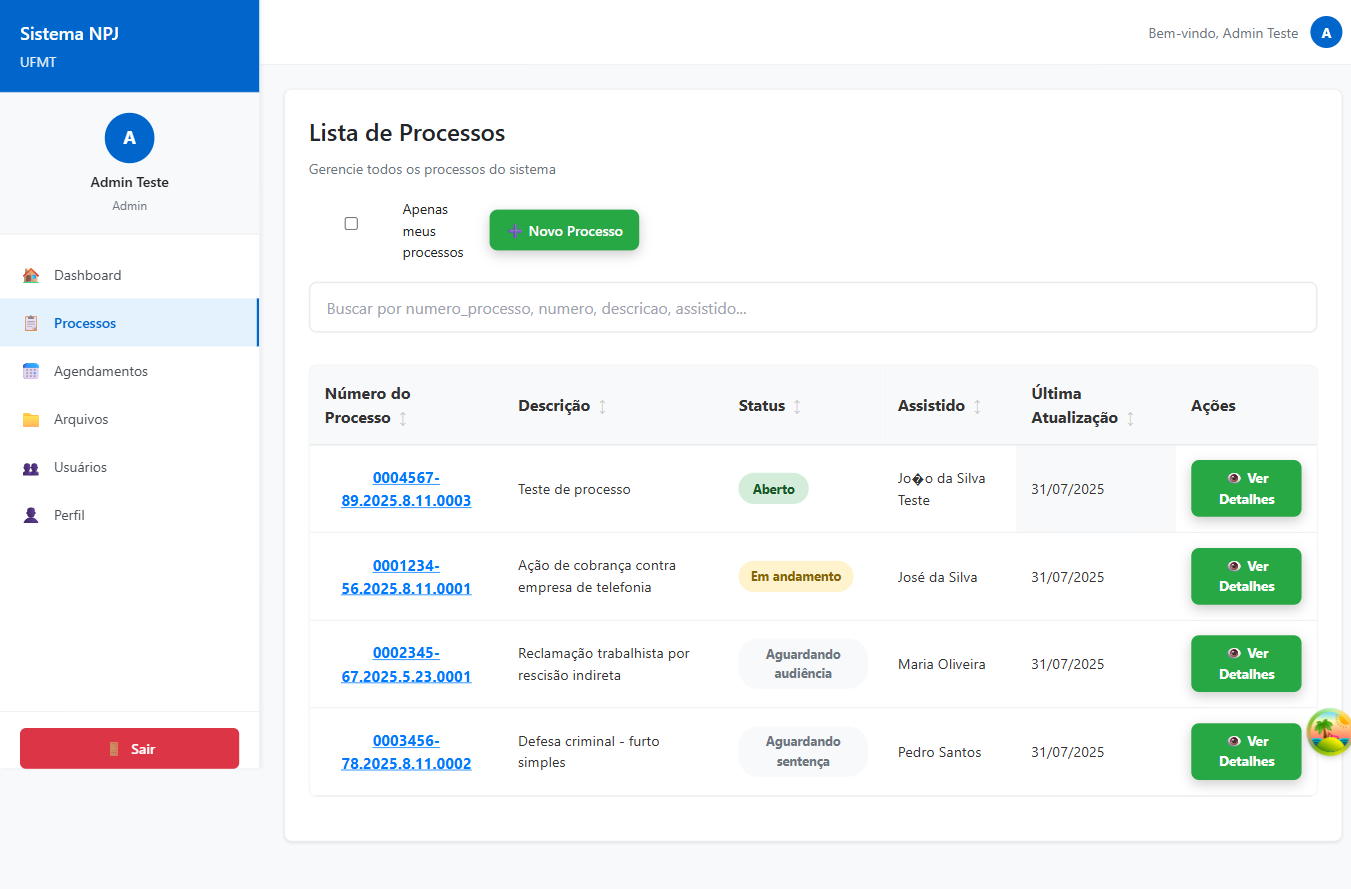 Sistema NPJ
UFMT
Bem-vindo, Admin Teste
A
A
Admin Teste
Admin
Dashboard
Processos
Agendamentos
Arquivos
Usuários
Perfil
Sair
Lista de Processos
Gerencie todos os processos do sistema
Apenas
meus
processos
Novo Processo
Buscar por numero_processo, numero, descricao, assistido...
Número do
Processo
Descrição
Status
Assistido
Última
Atualização
Ações
0004567-
89.2025.8.11.0003
Teste de processo
Aberto
Jo�o da Silva
Teste
31/07/2025
Ver
Detalhes
0001234-
56.2025.8.11.0001
Ação de cobrança contra
empresa de telefonia
Em andamento
José da Silva
31/07/2025
Ver
Detalhes
0002345-
67.2025.5.23.0001
Reclamação trabalhista por
rescisão indireta
Aguardando
audiência
Maria Oliveira
31/07/2025
Ver
Detalhes
0003456-
78.2025.8.11.0002
Defesa criminal - furto
simples
Aguardando
sentença
Pedro Santos
31/07/2025
Ver
Detalhes